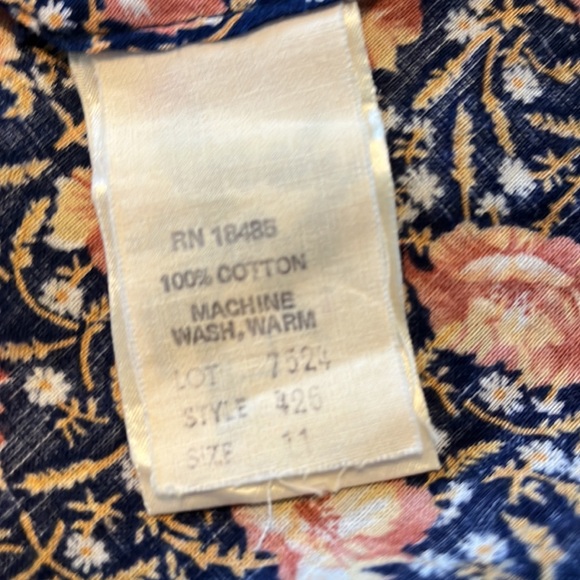 RN 18485
100% COTTON
MACHINE
WASH, WARM
LOT 7524
STYLE 426
SIZE 11